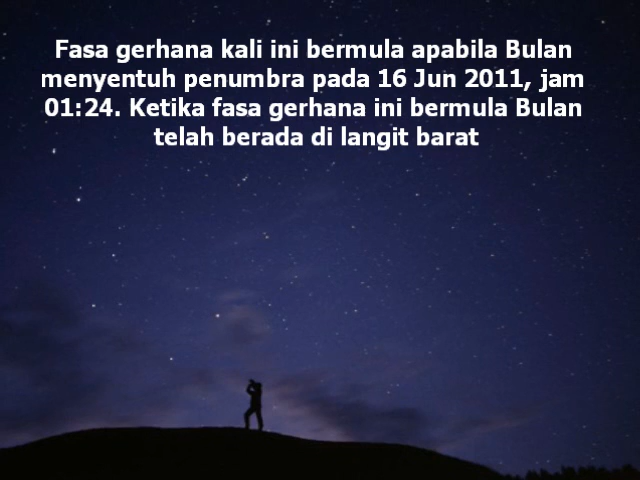 Fasa gerhana kali ini bermula apabila Bulan
menyentuh penumbra pada 16 Jun 2011, jam
01:24. Ketika fasa gerhana ini bermula Bulan
telah berada di langit barat